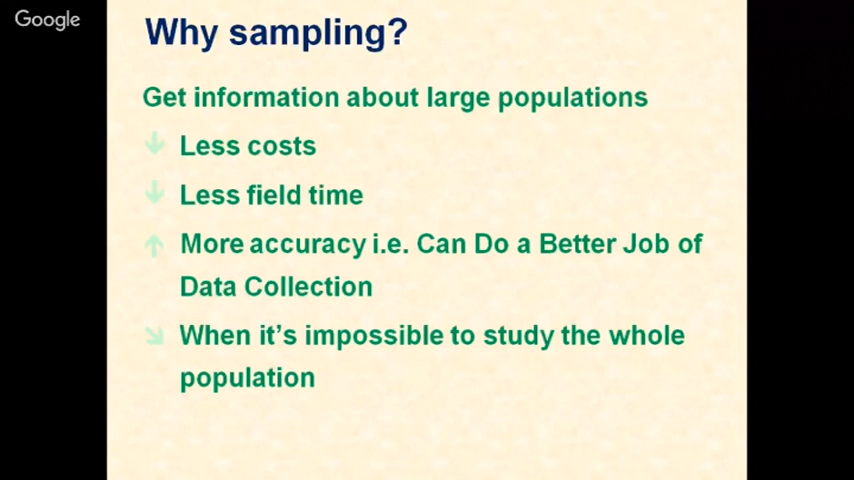 Google
Why sampling?
Get information about large populations
Less costs
Less field time
More accuracy i.e. Can Do a Better Job of
Data Collection
When it's impossible to study the whole
population